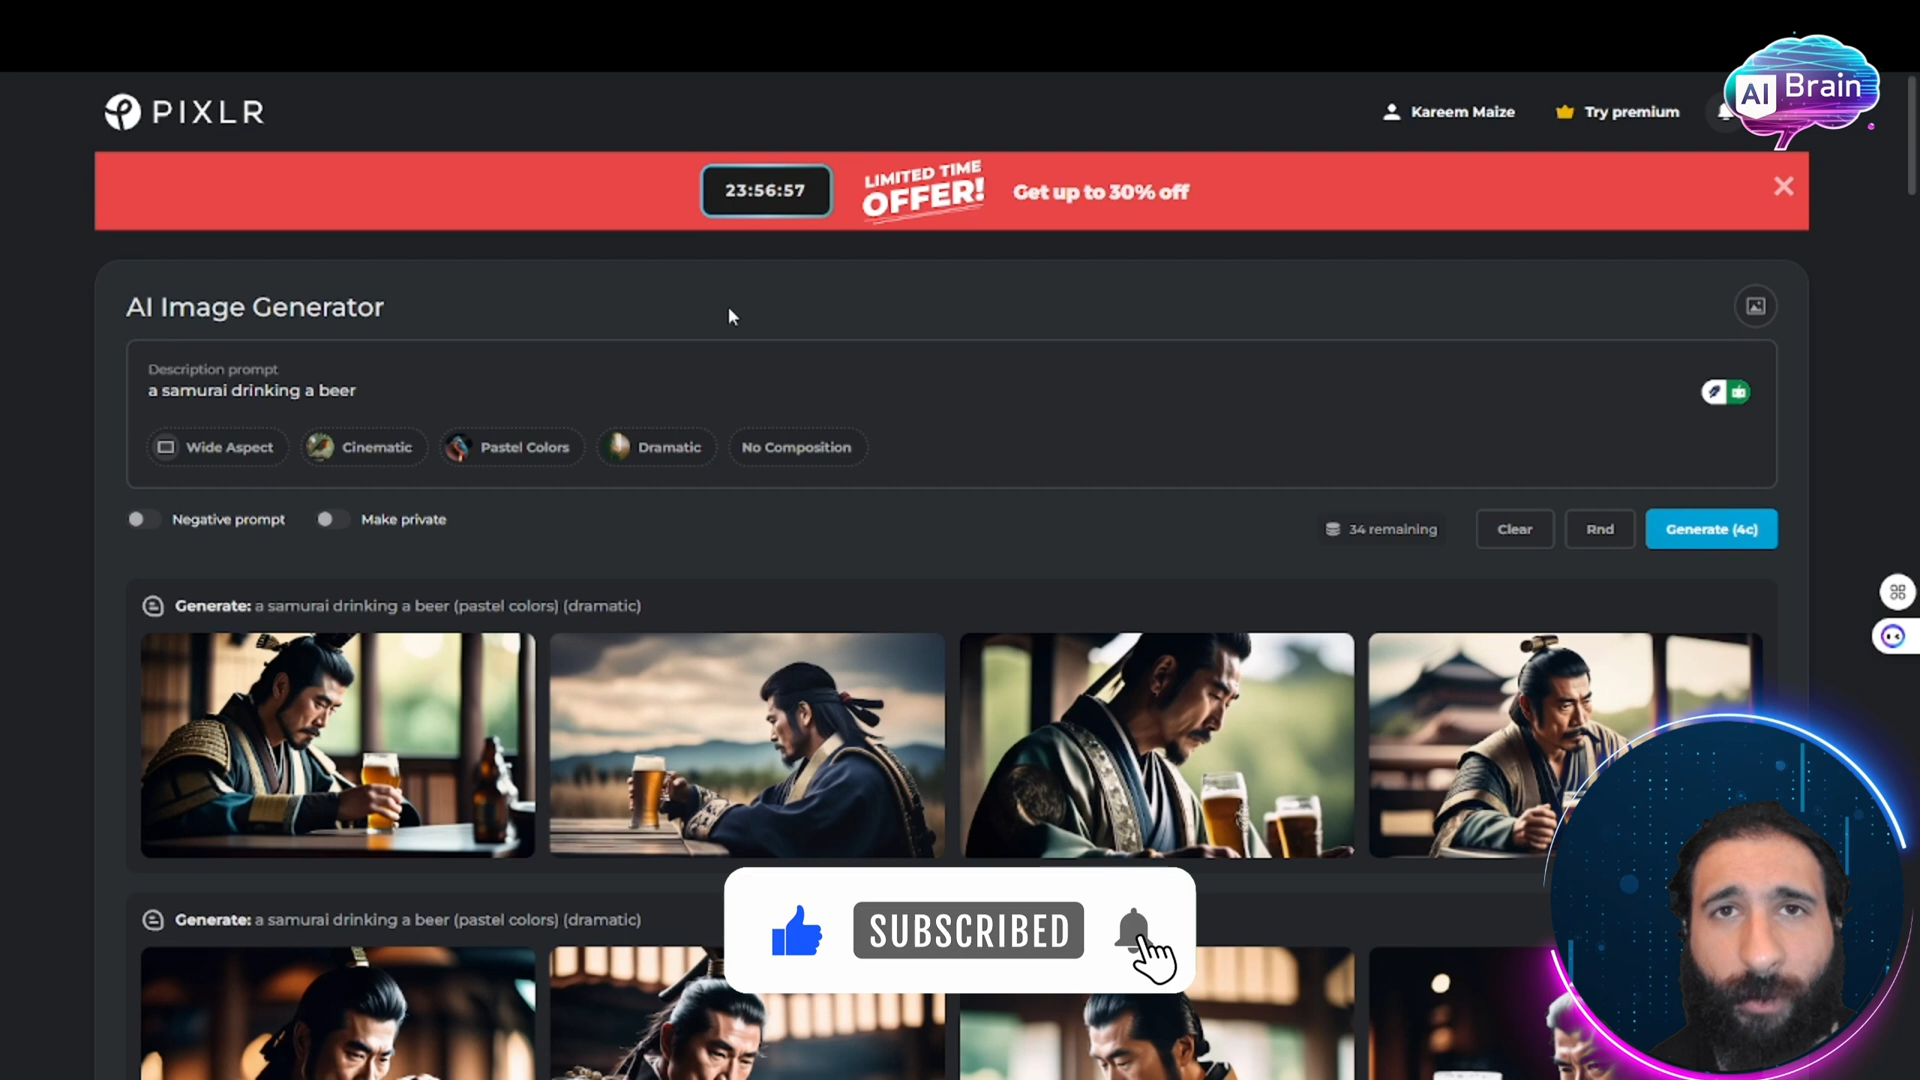 AI Brain
PIXLR
Kareem Maize
Try premium
23:56:57
LIMITED TIME
OFFER!
Get up to 30% off
AI Image Generator
Description prompt
a samurai drinking a beer
Wide Aspect
Cinematic
Pastel Colors
Dramatic
No Composition
Negative prompt
Make private
34 remaining
Clear
Rnd
Generate (4c)
Generate: a samurai drinking a beer (pastel colors) (dramatic)
Generate: a samurai drinking a beer (pastel colors) (dramatic)
SUBSCRIBED